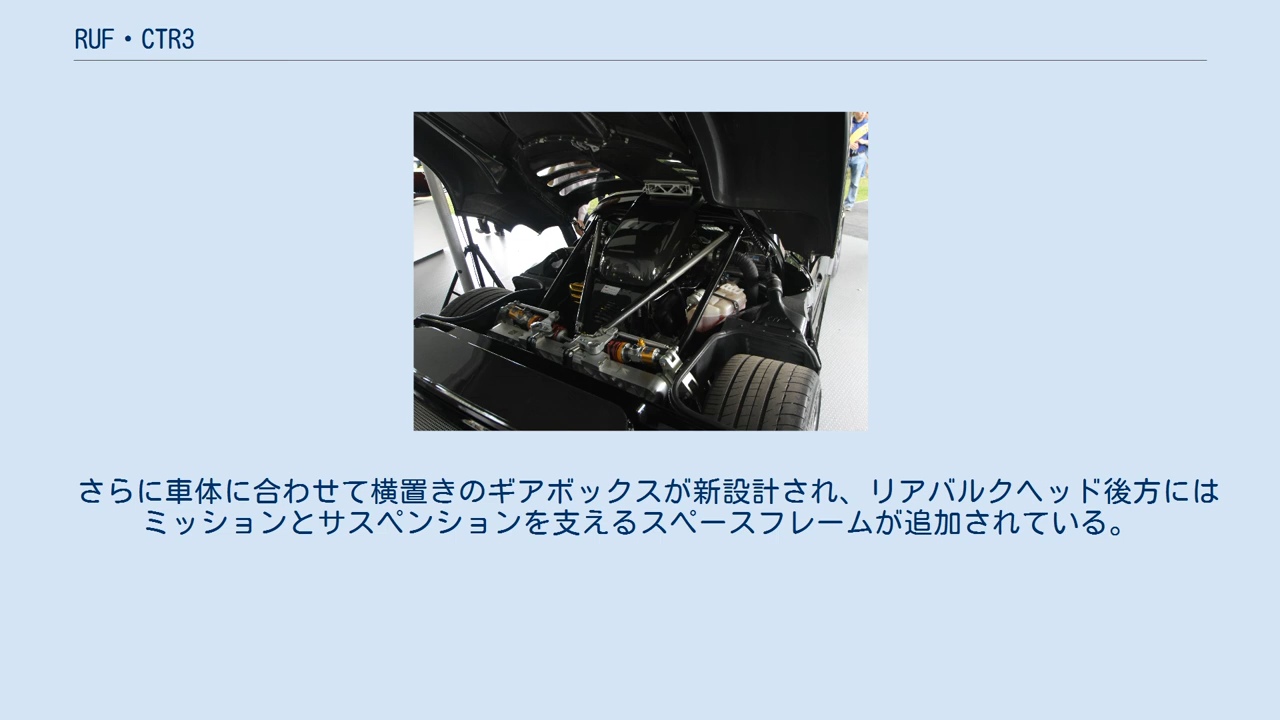 RUF・CTR3
さらに車体に合わせて横置きのギアボックスが新設計され、リアバルクヘッド後方には
ミッションとサスペンションを支えるスペースフレームが追加されている。